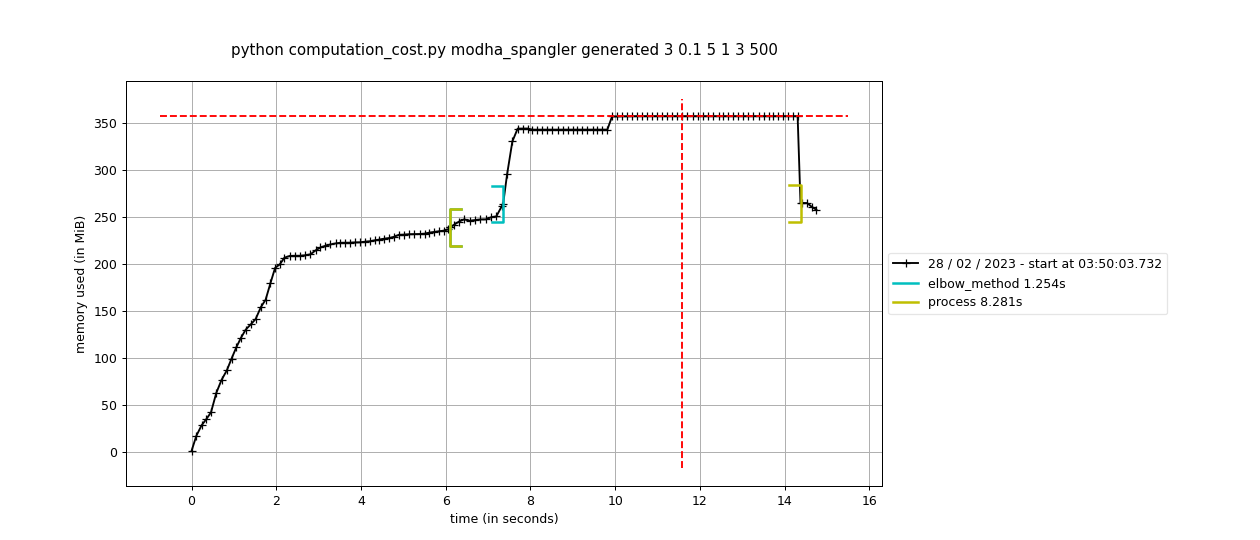 python computation_cost.py modha_spangler generated 3 0.1 5 1 3 500
memory used (in MiB)
350
300
250
200
150
100
50
0
0 2 4 6 8 10 12 14 16
time (in seconds)
28 / 02 / 2023 - start at 03:50:03.732
elbow_method 1.254s
process 8.281s